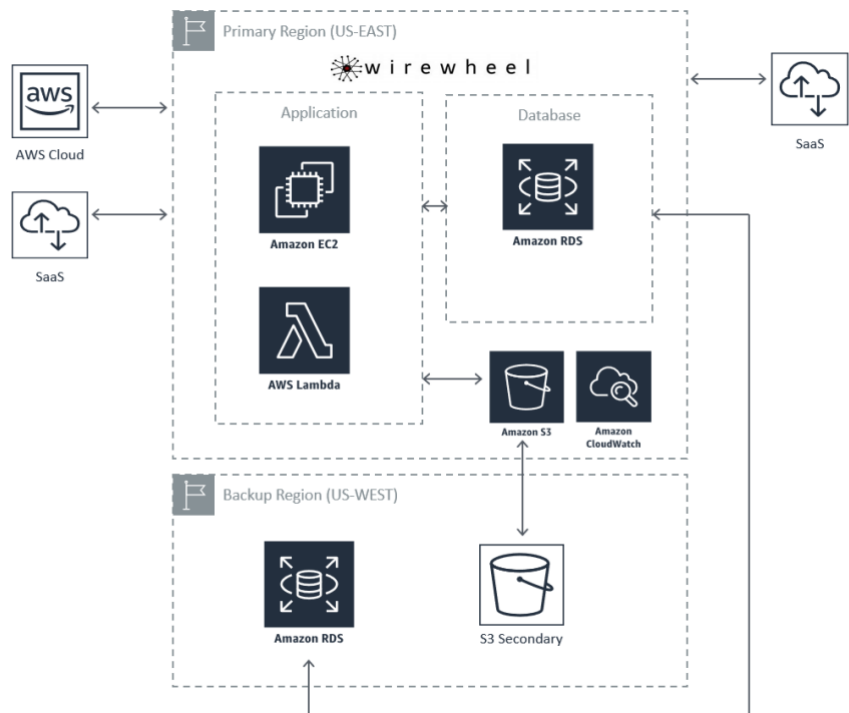 Primary Region (US-EAST)
wirewheel
aws
AWS Cloud
SaaS
SaaS
Application
Amazon EC2
AWS Lambda
Database
Amazon RDS
Amazon S3
Amazon
CloudWatch
Backup Region (US-WEST)
Amazon RDS
S3 Secondary